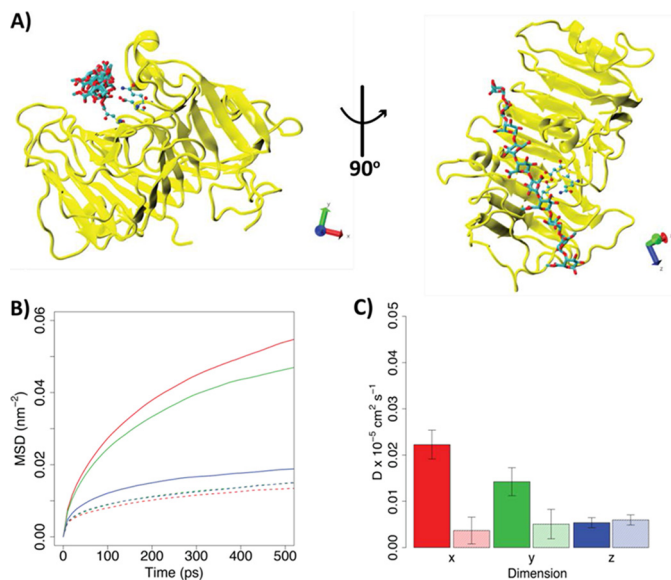 A)
90º
y
x
z
B)
MSD (nm⁻²)
0.00
0.02
0.04
0.06
0
100
200
300
400
500
Time (ps)
C)
D x 10⁻⁵ cm² s⁻¹
0.00
0.01
0.02
0.03
0.04
0.05
x
y
z
Dimension